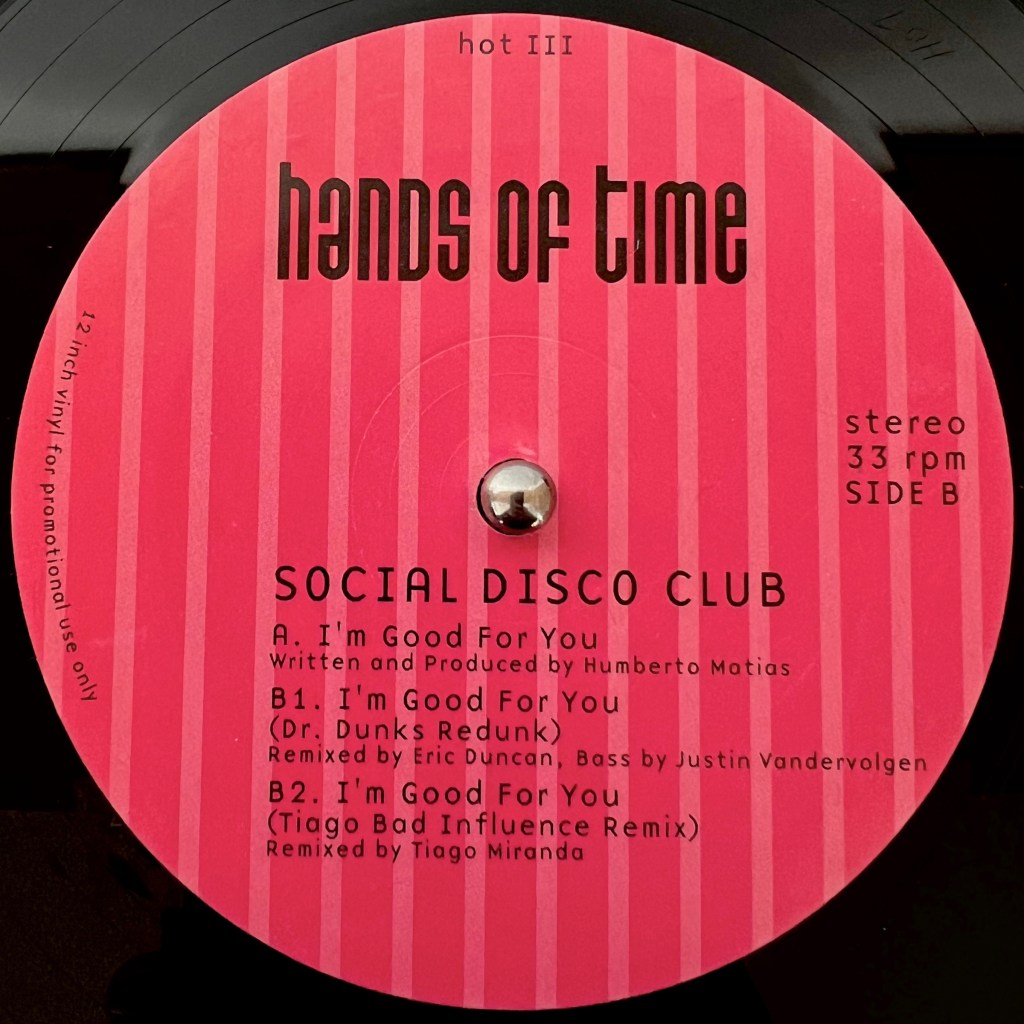 hot III
hands of time
12 inch vinyl for promotional use only
stereo
33 rpm
SIDE B
SOCIAL DISCO CLUB
A. I'm Good For You
Written and Produced by Humberto Matias
B1. I'm Good For You
(Dr. Dunks Redunk)
Remixed by Eric Duncan, Bass by Justin Vandervolgen
B2. I'm Good For You
(Tiago Bad Influence Remix)
Remixed by Tiago Miranda